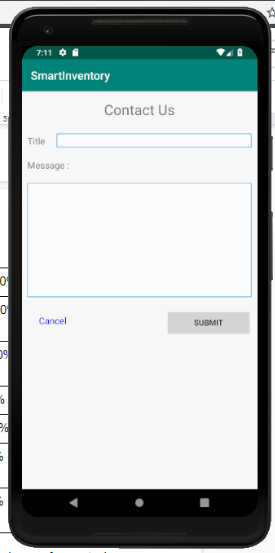 7:11
SmartInventory
Contact Us
Title
Message :
Cancel SUBMIT